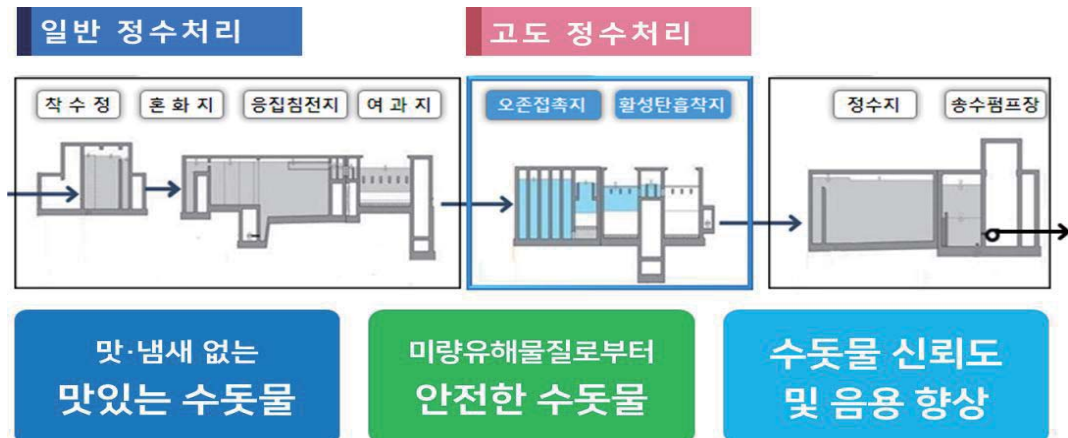 일반 정수처리
고도 정수처리
착 수 정
혼 화 지
응집침전지
여 과 지
오존접촉지
활성탄흡착지
정수지
송수펌프장
맛·냄새 없는
맛있는 수돗물
미량유해물질로부터
안전한 수돗물
수돗물 신뢰도
및 음용 향상